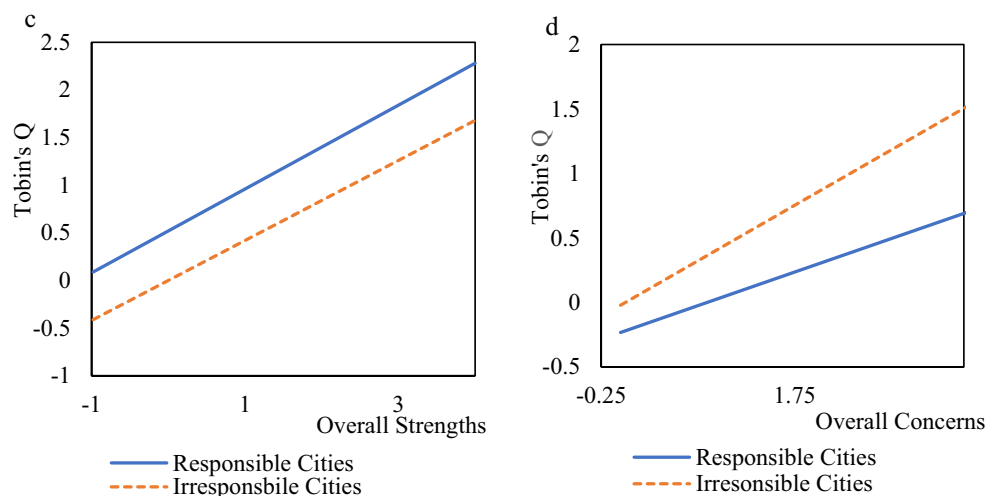 c
2.5
2
1.5
1
0.5
0
-0.5
-1
Tobin's Q
-1 1 3
Overall Strengths
Responsible Cities
Irresponsbile Cities
d
2
1.5
1
0.5
0
-0.5
Tobin's Q
-0.25 1.75
Overall Concerns
Responsible Cities
Irresonsible Cities